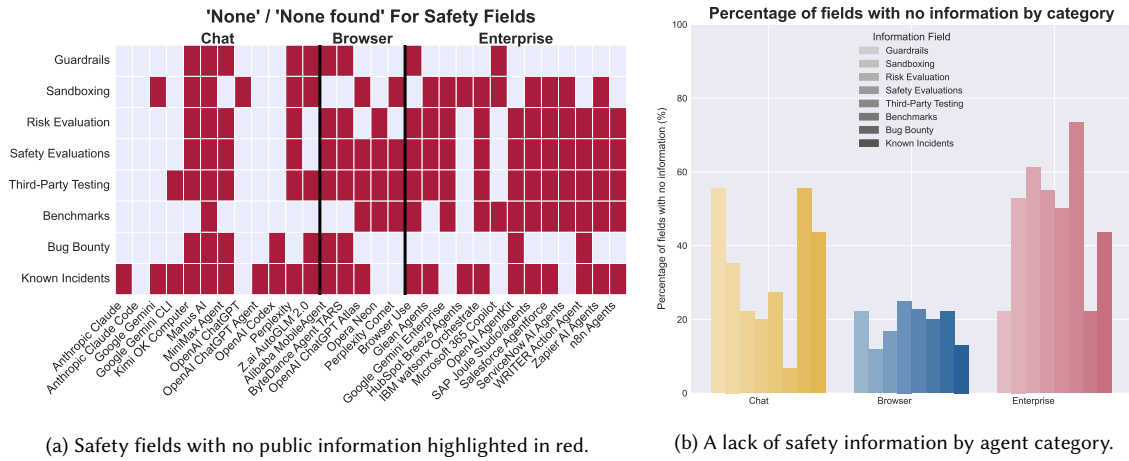 'None' / 'None found' For Safety Fields
Chat
Browser
Enterprise
Guardrails
Sandboxing
Risk Evaluation
Safety Evaluations
Third-Party Testing
Benchmarks
Bug Bounty
Known Incidents
Anthropic Claude
Anthropic Claude Code
Google Gemini
Google Gemini CLI
Kimi OK Computer
Manus AI
MiniMax Agent
OpenAI ChatGPT
OpenAI ChatGPT Agent
OpenAI Codex
Perplexity
Z.ai AutoGLM 2.0
Alibaba MobileAgent
ByteDance Agent TARS
OpenAI ChatGPT Atlas
Opera Neon
Perplexity Comet
Browser Use
Glean Agents
Google Gemini Enterprise
HubSpot Breeze Agents
IBM watsonx Orchestrate
Microsoft 365 Copilot
OpenAI AgentKit
SAP Joule Studio/agents
Salesforce Agentforce
ServiceNow AI Agents
WRITER Action Agent
Zapier AI Agents
n8n Agents
(a) Safety fields with no public information highlighted in red.
Percentage of fields with no information by category
Percentage of fields with no information (%)
100
80
60
40
20
0
Information Field
Guardrails
Sandboxing
Risk Evaluation
Safety Evaluations
Third-Party Testing
Benchmarks
Bug Bounty
Known Incidents
Chat
Browser
Enterprise
(b) A lack of safety information by agent category.